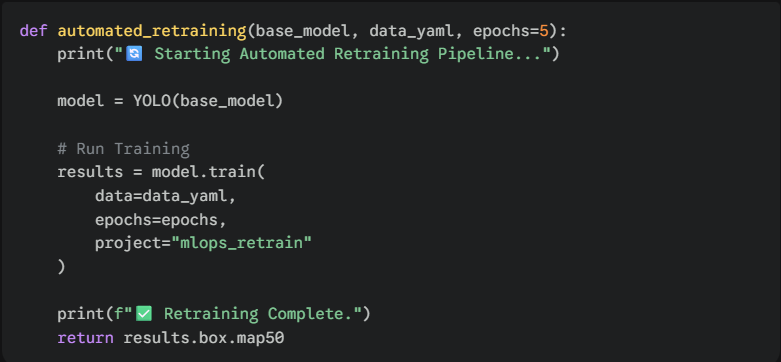 def automated_retraining(base_model, data_yaml, epochs=5):
    print("🔄 Starting Automated Retraining Pipeline...")
    model = YOLO(base_model)
    # Run Training
    results = model.train(
        data=data_yaml,
        epochs=epochs,
        project="mlops_retrain"
    )
    print(f"✅ Retraining Complete.")
    return results.box.map50